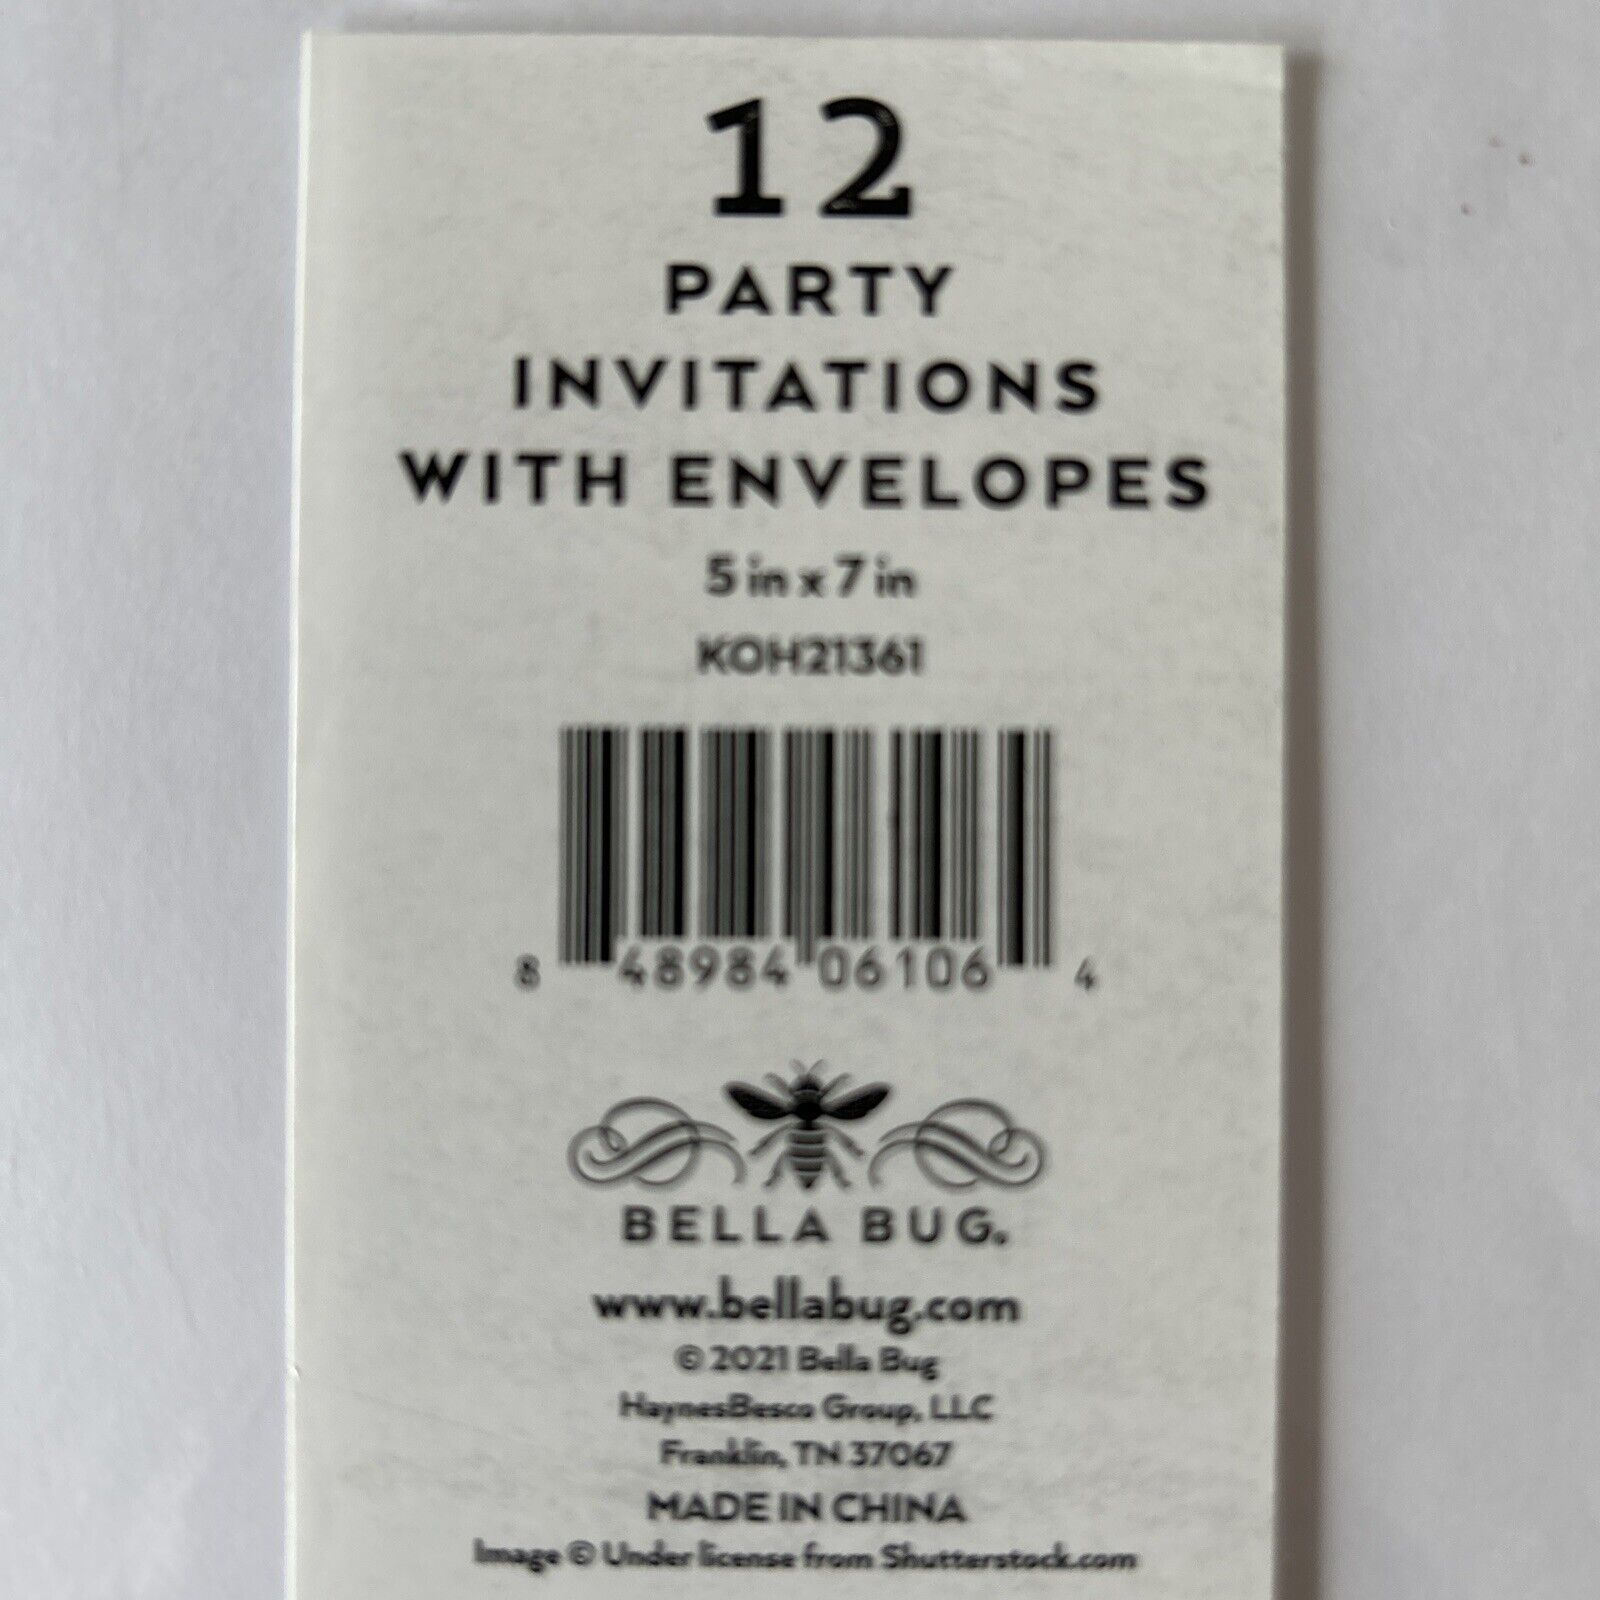 12
PARTY
INVITATIONS
WITH ENVELOPES
5 in x 7 in
KOH21361
8 48984 06106 4
BELLA BUG®
www.bellabug.com
© 2021 Bella Bug
HaynesBesco Group, LLC
Franklin, TN 37067
MADE IN CHINA
Image © Under license from Shutterstock.com